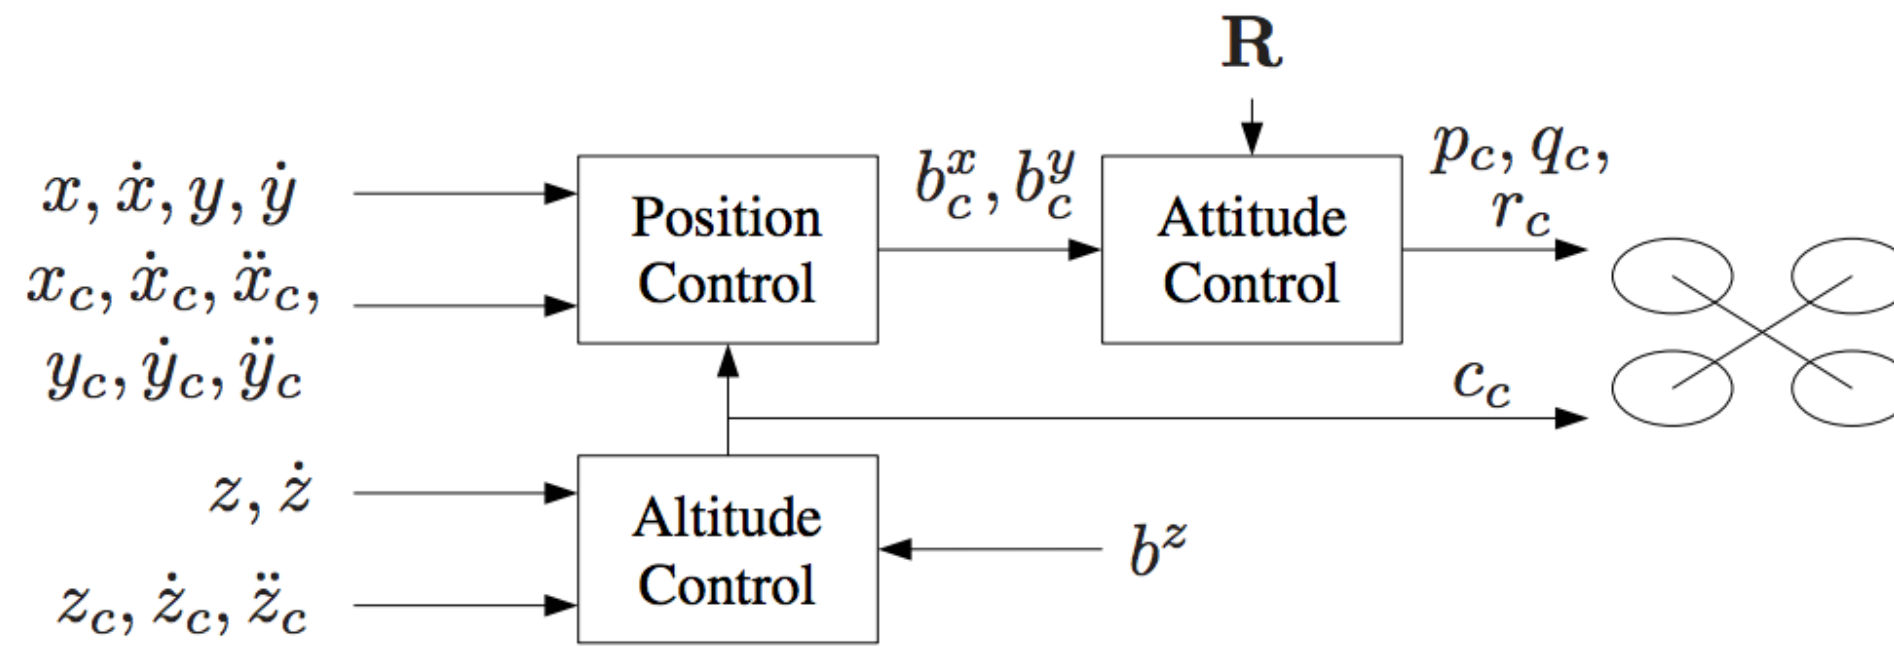 R
x, ẋ, y, ẏ
x_c, ẋ_c, ẍ_c,
y_c, ẏ_c, ÿ_c
Position
Control
b_c^x, b_c^y
Attitude
Control
p_c, q_c,
r_c
c_c
z, ż
z_c, ż_c, z̈_c
Altitude
Control
b^z